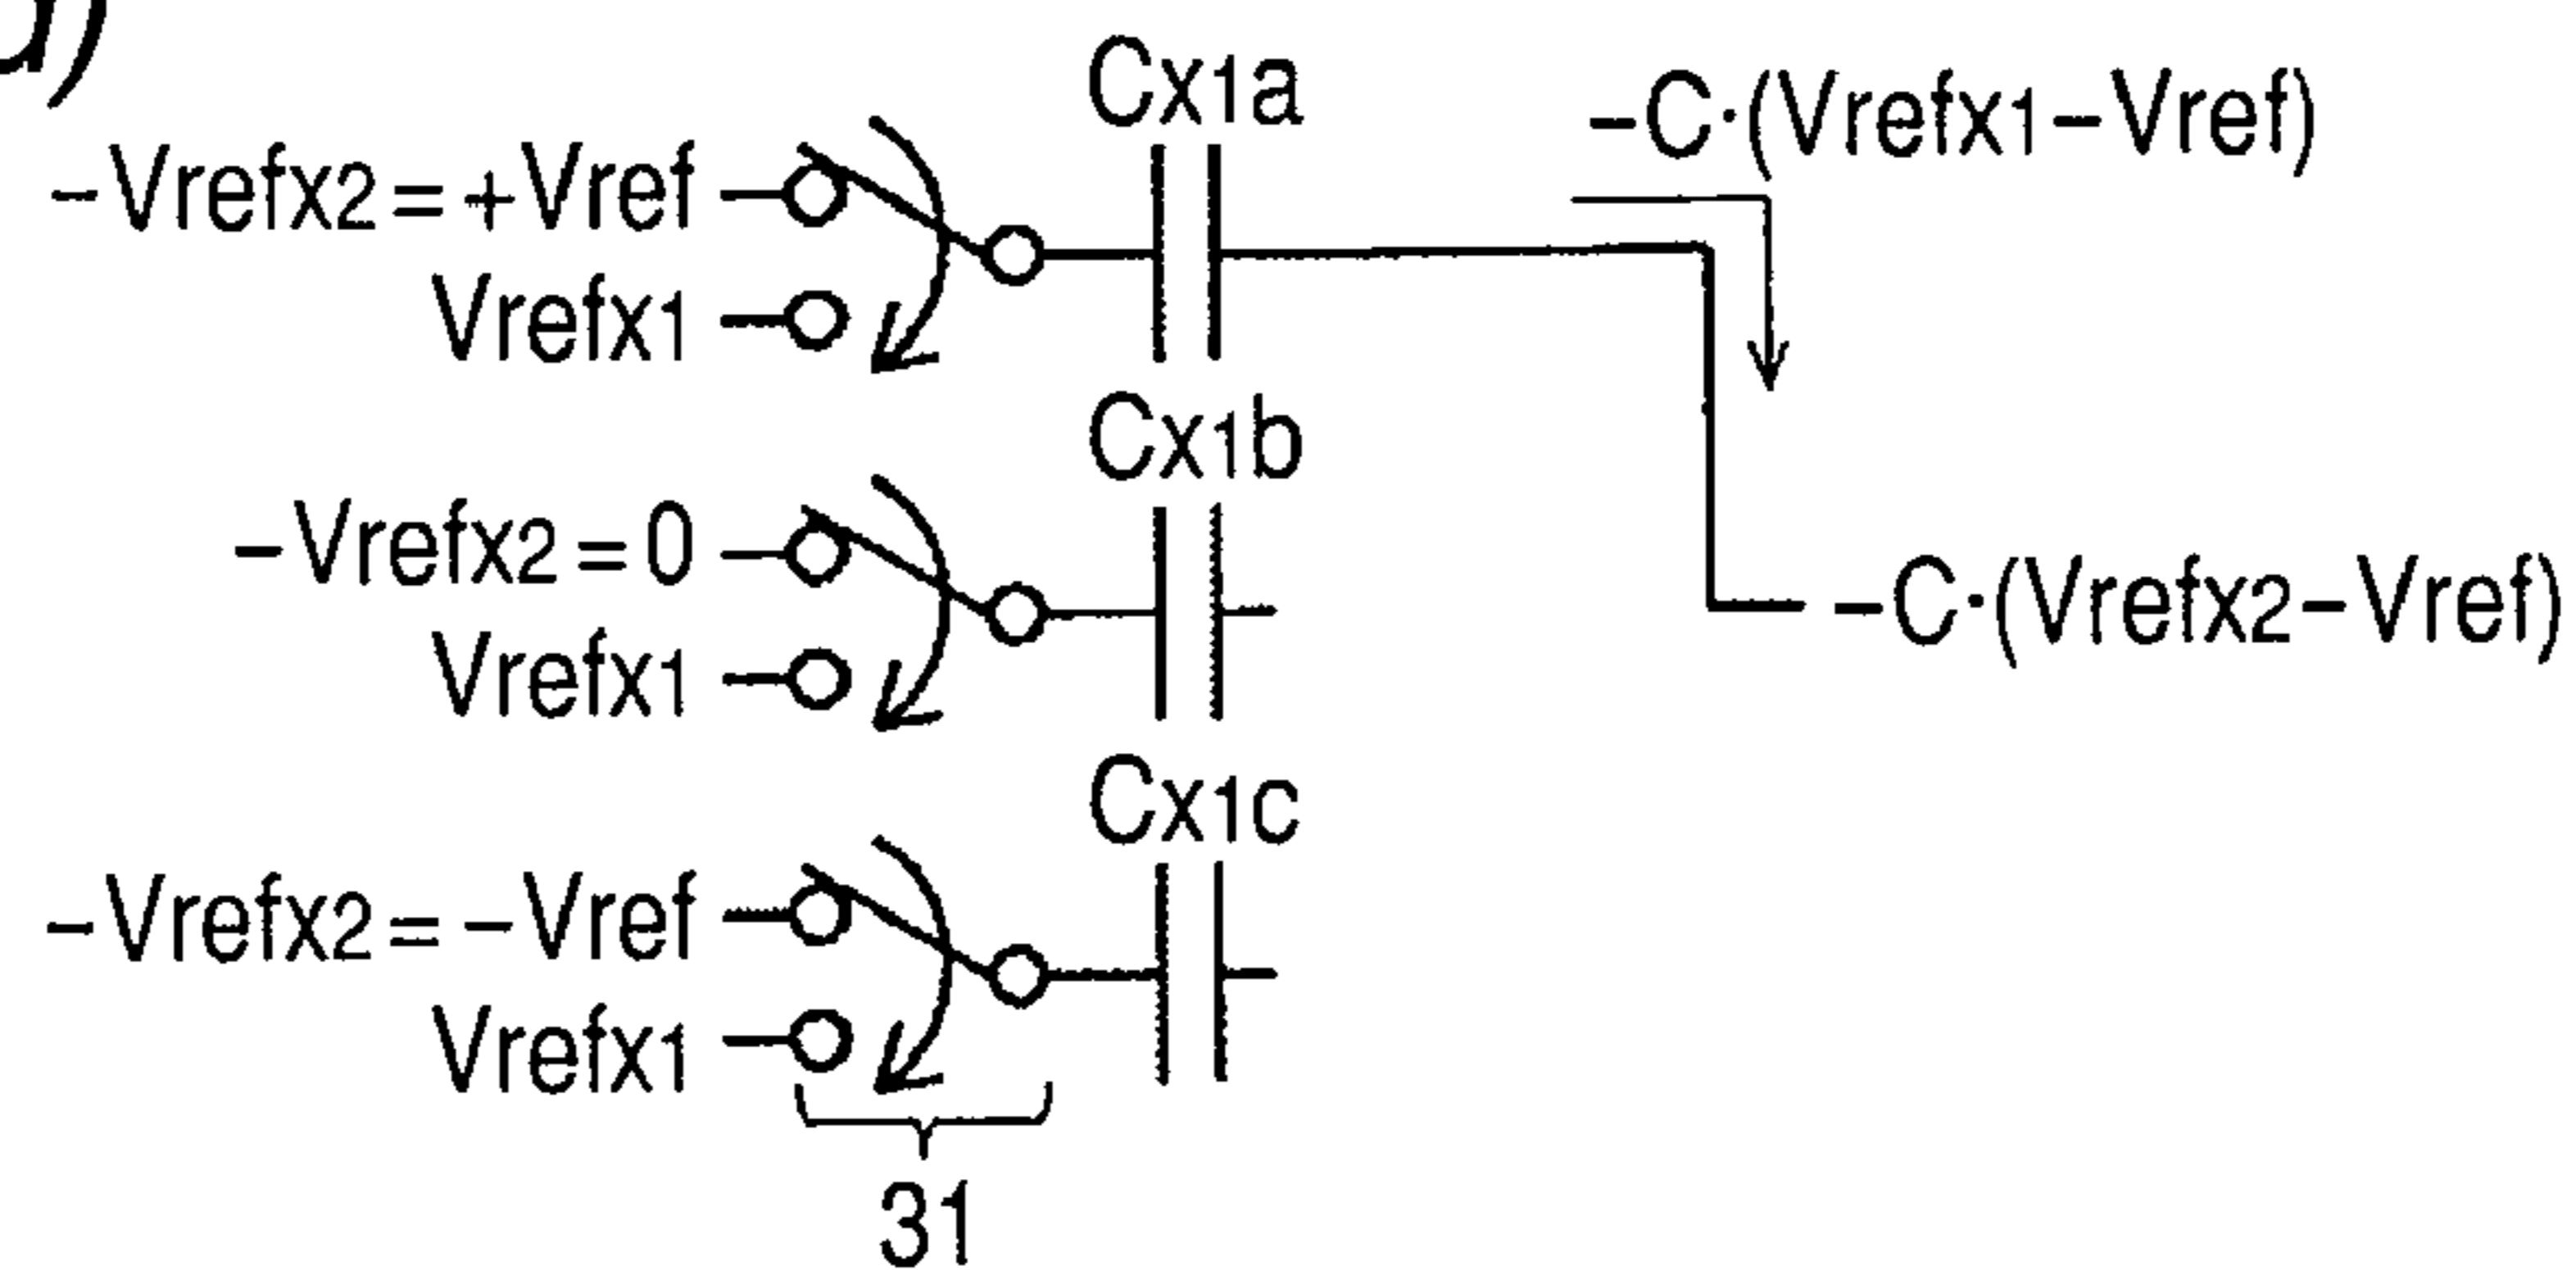 Cx1a
-C·(Vrefx1-Vref)
-Vrefx2=+Vref
Vrefx1
Cx1b
-Vrefx2=0
-C·(Vrefx2-Vref)
Vrefx1
Cx1c
-Vrefx2=-Vref
Vrefx1
31